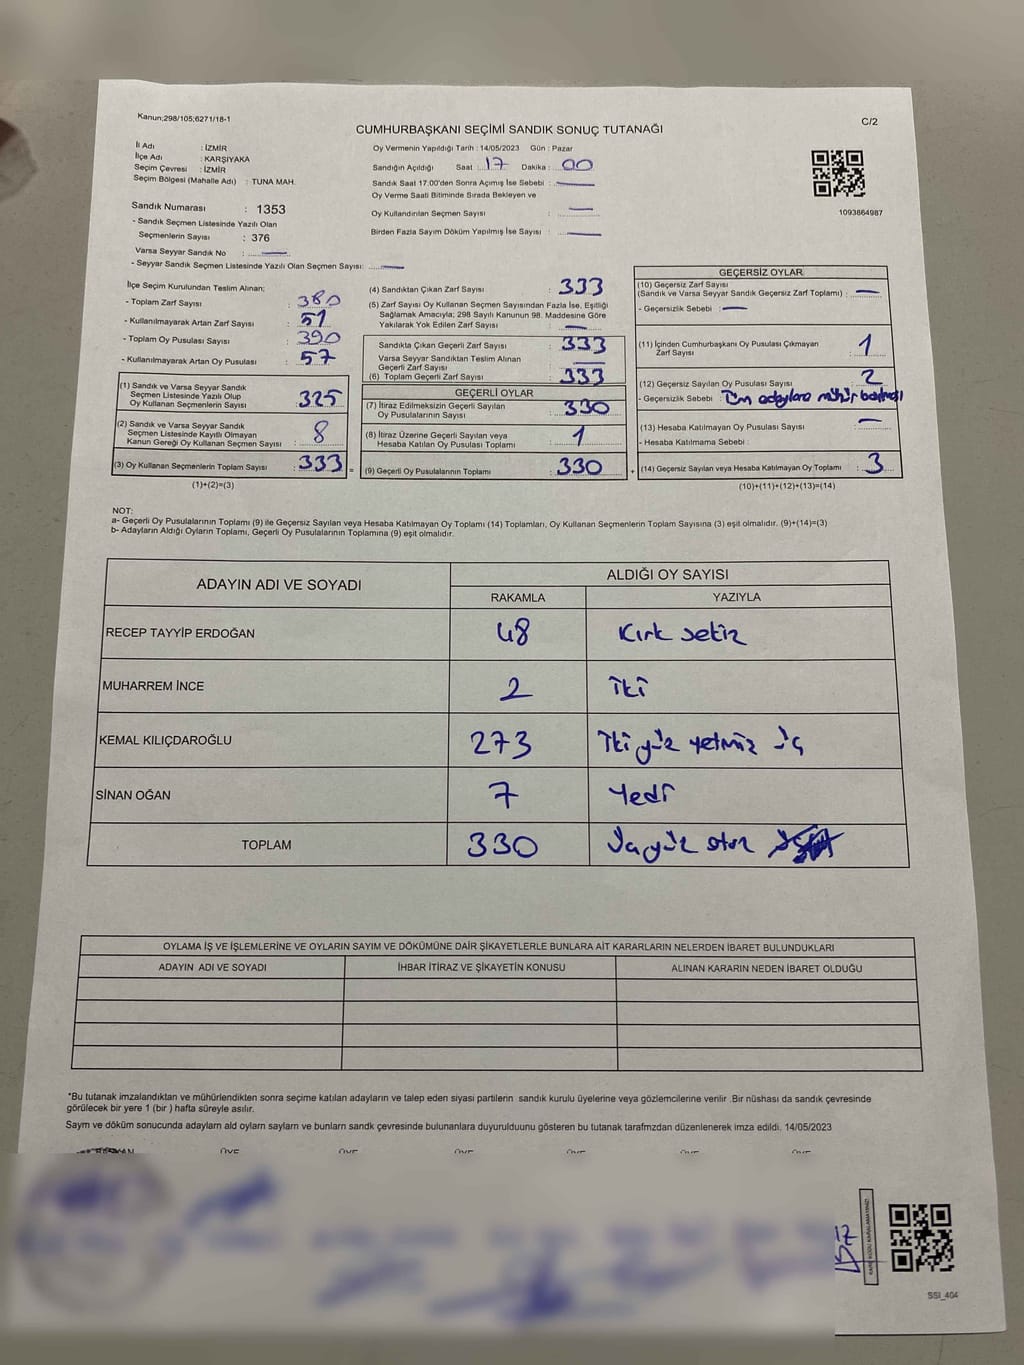 Kanun;298/105;6271/18-1
C/2
CUMHURBAŞKANI SEÇİMİ SANDIK SONUÇ TUTANAĞI
İl Adı : İZMİR
İlçe Adı : KARŞIYAKA
Seçim Çevresi : İZMİR
Seçim Bölgesi (Mahalle Adı) : TUNA MAH.
Sandık Numarası : 1353
- Sandık Seçmen Listesinde Yazılı Olan
Seçmenlerin Sayısı : 376
Varsa Seyyar Sandık No : —
- Seyyar Sandık Seçmen Listesinde Yazılı Olan Seçmen Sayısı: —
Oy Vermenin Yapıldığı Tarih : 14/05/2023 Gün : Pazar
Sandığın Açıldığı Saat : 17 Dakika : 00
Sandık Saat 17:00'den Sonra Açımış İse Sebebi : —
Oy Verme Saati Bitiminde Sırada Bekleyen ve
Oy Kullandırılan Seçmen Sayısı : —
Birden Fazla Sayım Döküm Yapılmış İse Sayısı : —
1093864987
İlçe Seçim Kurulundan Teslim Alınan;
- Toplam Zarf Sayısı : 380
- Kullanılmayarak Artan Zarf Sayısı : 51
- Toplam Oy Pusulası Sayısı : 390
- Kullanılmayarak Artan Oy Pusulası : 57
(1) Sandık ve Varsa Seyyar Sandık
Seçmen Listesinde Yazılı Olup
Oy Kullanan Seçmenlerin Sayısı : 325
(2) Sandık ve Varsa Seyyar Sandık
Seçmen Listesinde Kayıtlı Olmayan
Kanun Gereği Oy Kullanan Seçmen Sayısı : 8
(3) Oy Kullanan Seçmenlerin Toplam Sayısı : 333 =
(1)+(2)=(3)
(4) Sandıktan Çıkan Zarf Sayısı : 333
(5) Zarf Sayısı Oy Kullanan Seçmen Sayısından Fazla İse, Eşitliği
Sağlamak Amacıyla; 298 Sayılı Kanunun 98. Maddesine Göre
Yakılarak Yok Edilen Zarf Sayısı : —
Sandıkta Çıkan Geçerli Zarf Sayısı : 333
Varsa Seyyar Sandıktan Teslim Alınan
Geçerli Zarf Sayısı : —
(6) Toplam Geçerli Zarf Sayısı : 333
GEÇERLİ OYLAR
(7) İtiraz Edilmeksizin Geçerli Sayılan
Oy Pusulasının Sayısı : 330
(8) İtiraz Üzerine Geçerli Sayılan veya
Hesaba Katılan Oy Pusulası Toplamı : 1
(9) Geçerli Oy Pusulalarının Toplamı : 330 +
GEÇERSİZ OYLAR
(10) Geçersiz Zarf Sayısı
(Sandık ve Varsa Seyyar Sandık Geçersiz Zarf Toplamı) : —
- Geçersizlik Sebebi : —
(11) İçinden Cumhurbaşkanı Oy Pusulası Çıkmayan
Zarf Sayısı : 1
(12) Geçersiz Sayılan Oy Pusulası Sayısı : 2
- Geçersizlik Sebebi : Tüm adaylara mühür
(13) Hesaba Katılmayan Oy Pusulası Sayısı : —
- Hesaba Katılmama Sebebi :
(14) Geçersiz Sayılan veya Hesaba Katılmayan Oy Toplamı : 3
(10)+(11)+(12)+(13)=(14)
NOT:
a- Geçerli Oy Pusulalarının Toplamı (9) ile Geçersiz Sayılan veya Hesaba Katılmayan Oy Toplamı (14) Toplamları, Oy Kullanan Seçmenlerin Toplam Sayısına (3) eşit olmalıdır. (9)+(14)=(3)
b- Adayların Aldığı Oyların Toplamı, Geçerli Oy Pusulalarının Toplamına (9) eşit olmalıdır.
ADAYIN ADI VE SOYADI
ALDIĞI OY SAYISI
RAKAMLA YAZIYLA
RECEP TAYYİP ERDOĞAN 48 Kırk sekiz
MUHARREM İNCE 2 İki
KEMAL KILIÇDAROĞLU 273 İki yüz yetmiş üç
SİNAN OĞAN 7 Yedi
TOPLAM 330 Üçyüz otuz
OYLAMA İŞ VE İŞLEMLERİNE VE OYLARIN SAYIM VE DÖKÜMÜNE DAİR ŞİKAYETLERLE BUNLARA AİT KARARLARIN NELERDEN İBARET BULUNDUKLARI
ADAYIN ADI VE SOYADI İHBAR İTİRAZ VE ŞİKAYETİN KONUSU ALINAN KARARIN NEDEN İBARET OLDUĞU
*Bu tutanak imzalandıktan ve mühürlendikten sonra seçime katılan adayların ve talep eden siyasi partilerin sandık kurulu üyelerine veya gözlemcilerine verilir .Bir nüshası da sandık çevresinde
görülecek bir yere 1 (bir ) hafta süreyle asılır.
Sayım ve döküm sonucunda adayların ald oylarn saylarn ve bunlarn sandk çevresinde bulunanlara duyurulduunu gösteren bu tutanak tarafmzdan düzenlenerek imza edildi. 14/05/2023
SSI_404